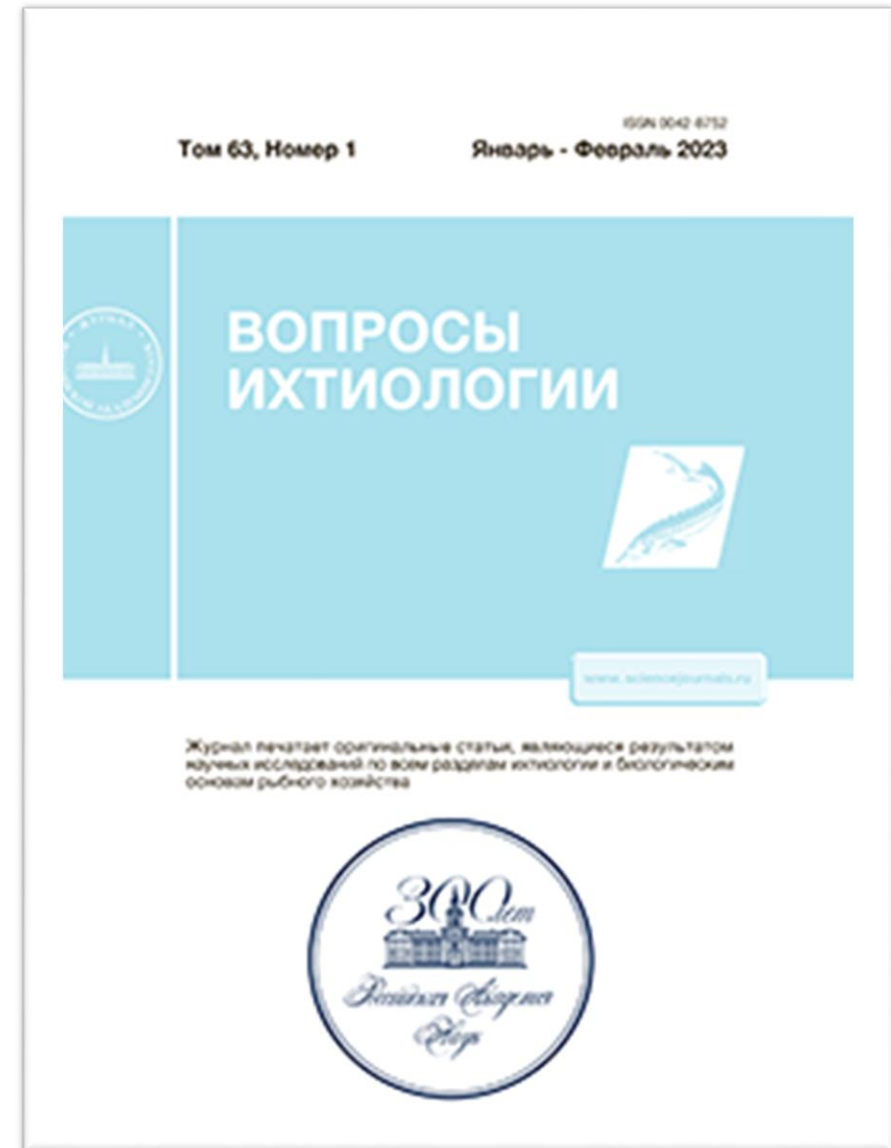 ISSN 0042-8752
Том 63, Номер 1
Январь - Февраль 2023
ВОПРОСЫ
ИХТИОЛОГИИ
www.sciencejournals.ru
Журнал печатает оригинальные статьи, являющиеся результатом
научных исследований по всем разделам ихтиологии и биологическим
основам рыбного хозяйства
300 лет
Российская Академия
Наук